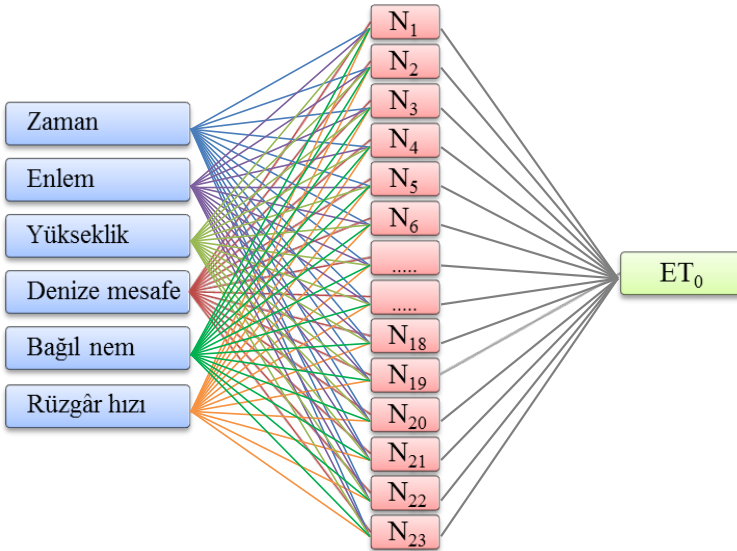 Zaman
Enlem
Yükseklik
Denize mesafe
Bağıl nem
Rüzgâr hızı
N₁
N₂
N₃
N₄
N₅
N₆
.....
.....
N₁₈
N₁₉
N₂₀
N₂₁
N₂₂
N₂₃
ET₀